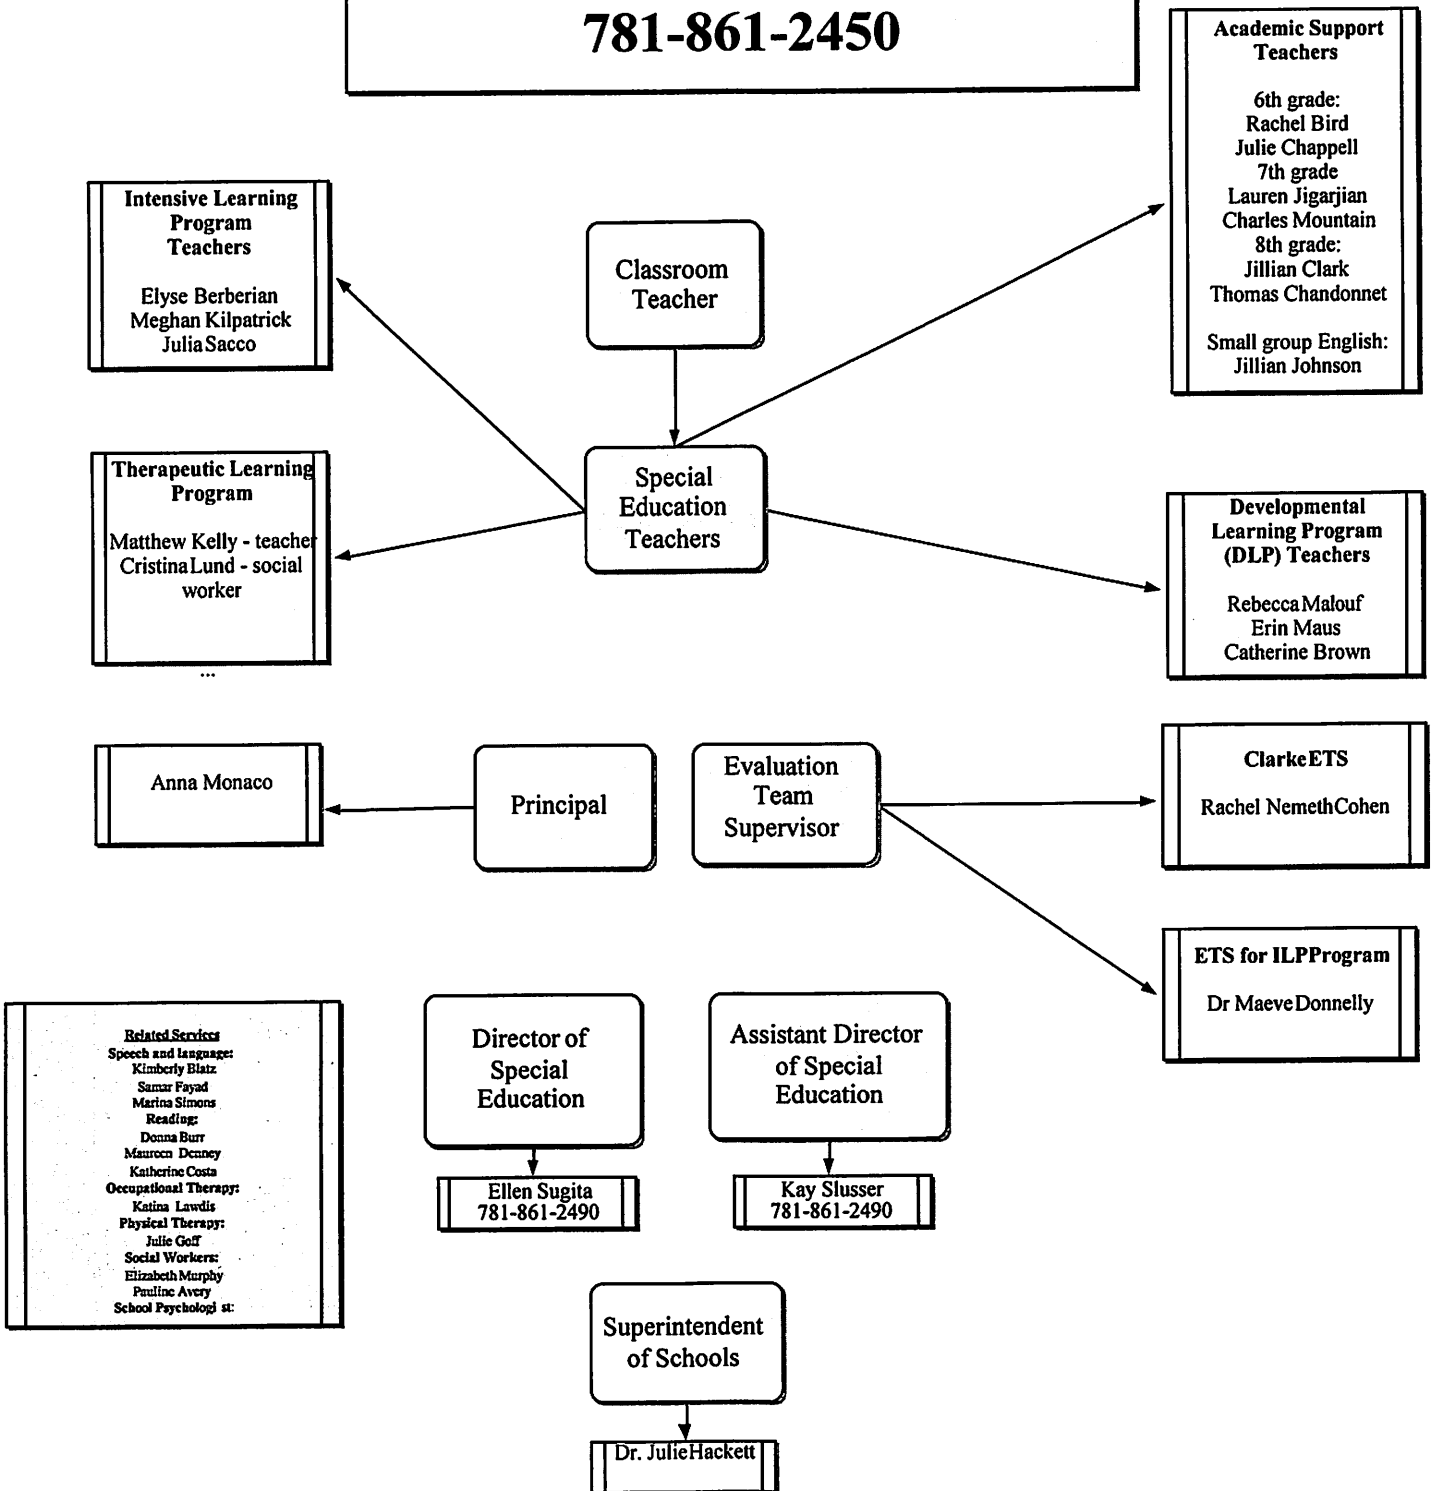 781-861-2450
Academic Support
Teachers
6th grade:
Rachel Bird
Julie Chappell
7th grade
Lauren Jigarjian
Charles Mountain
8th grade:
Jillian Clark
Thomas Chandonnet
Small group English:
Jillian Johnson
Intensive Learning
Program
Teachers
Elyse Berberian
Meghan Kilpatrick
Julia Sacco
Classroom
Teacher
Special
Education
Teachers
Therapeutic Learning
Program
Matthew Kelly - teacher
Cristina Lund - social
worker
...
Developmental
Learning Program
(DLP) Teachers
Rebecca Malouf
Erin Maus
Catherine Brown
Anna Monaco
Principal
Evaluation
Team
Supervisor
Clarke ETS
Rachel Nemeth Cohen
ETS for ILP Program
Dr Maeve Donnelly
Related Services
Speech and language:
Kimberly Blatz
Samar Fayad
Marina Simons
Reading:
Donna Burr
Maureen Denney
Katherine Costa
Occupational Therapy:
Katina Lawdis
Physical Therapy:
Julie Goff
Social Workers:
Elizabeth Murphy
Pauline Avery
School Psychologi st:
Director of
Special
Education
Ellen Sugita
781-861-2490
Assistant Director
of Special
Education
Kay Slusser
781-861-2490
Superintendent
of Schools
Dr. Julie Hackett